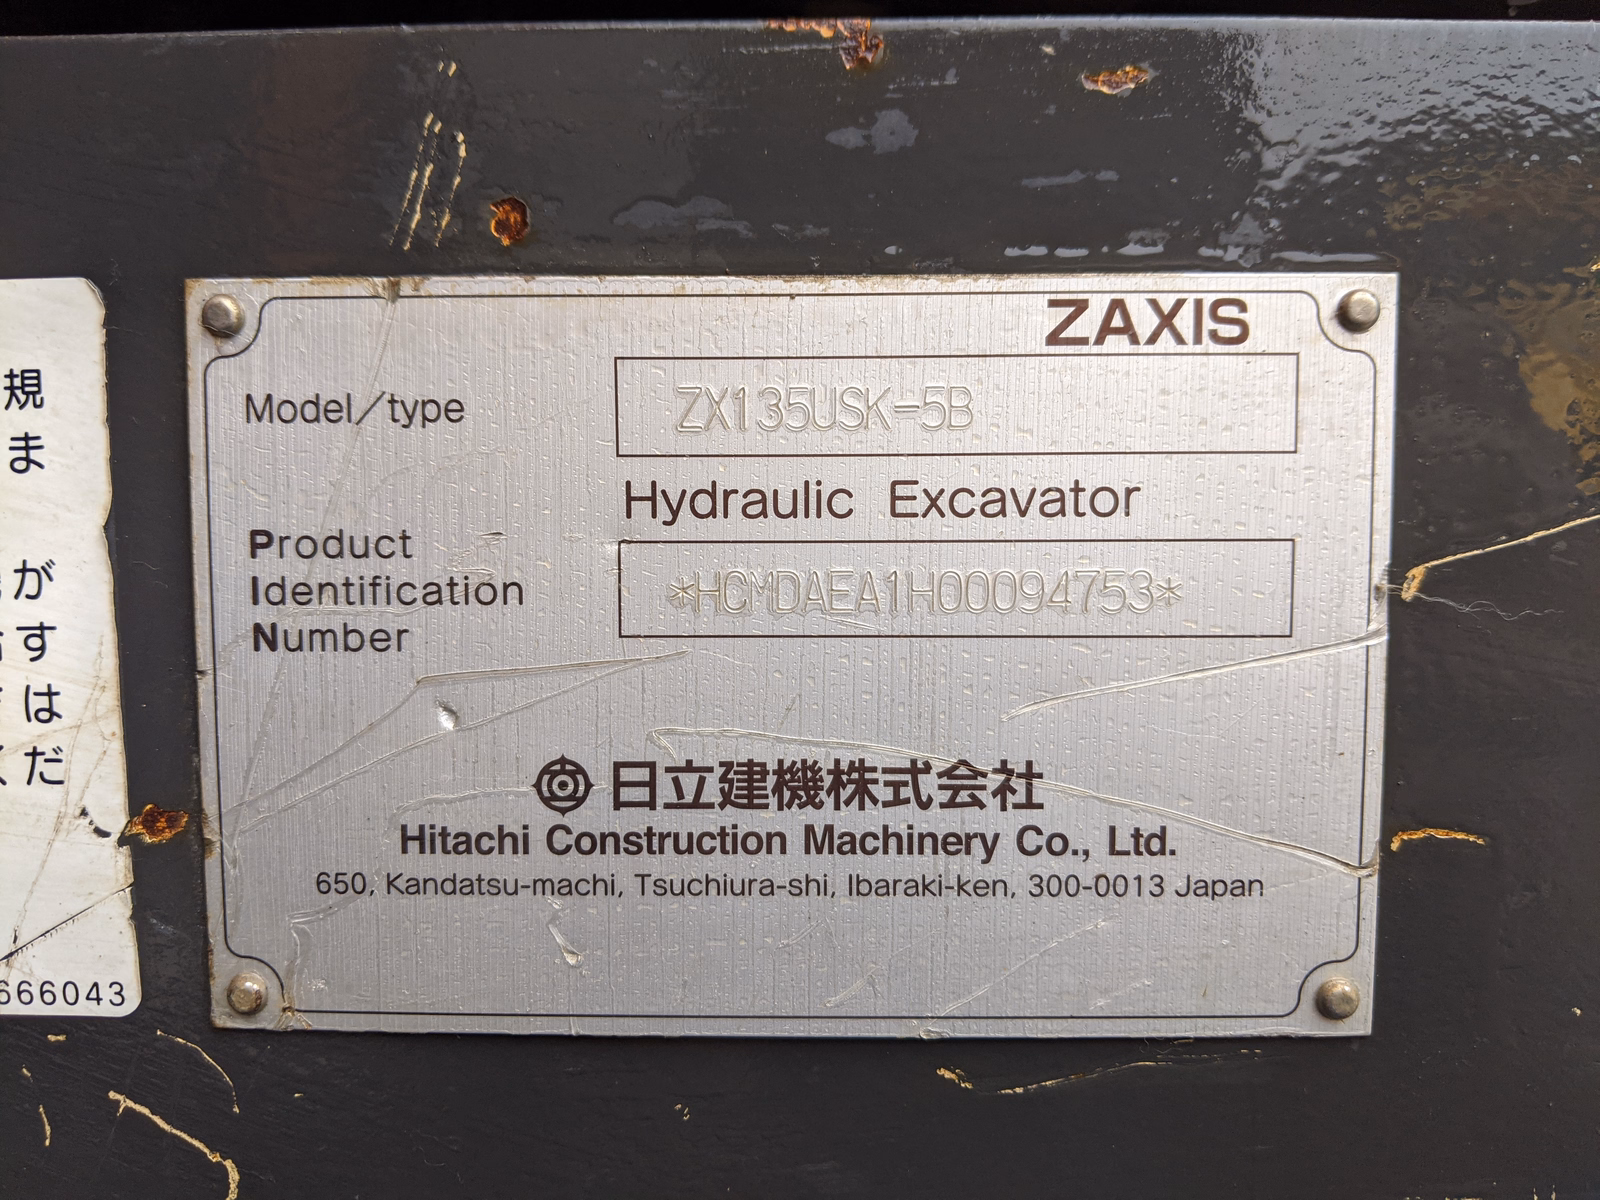 規
ま
が
す
は
だ
666043
ZAXIS
Model/type
ZX135USK-5B
Hydraulic Excavator
Product
Identification
Number
*HCMDAEA1H00094753*
日立建機株式会社
Hitachi Construction Machinery Co., Ltd.
650, Kandatsu-machi, Tsuchiura-shi, Ibaraki-ken, 300-0013 Japan